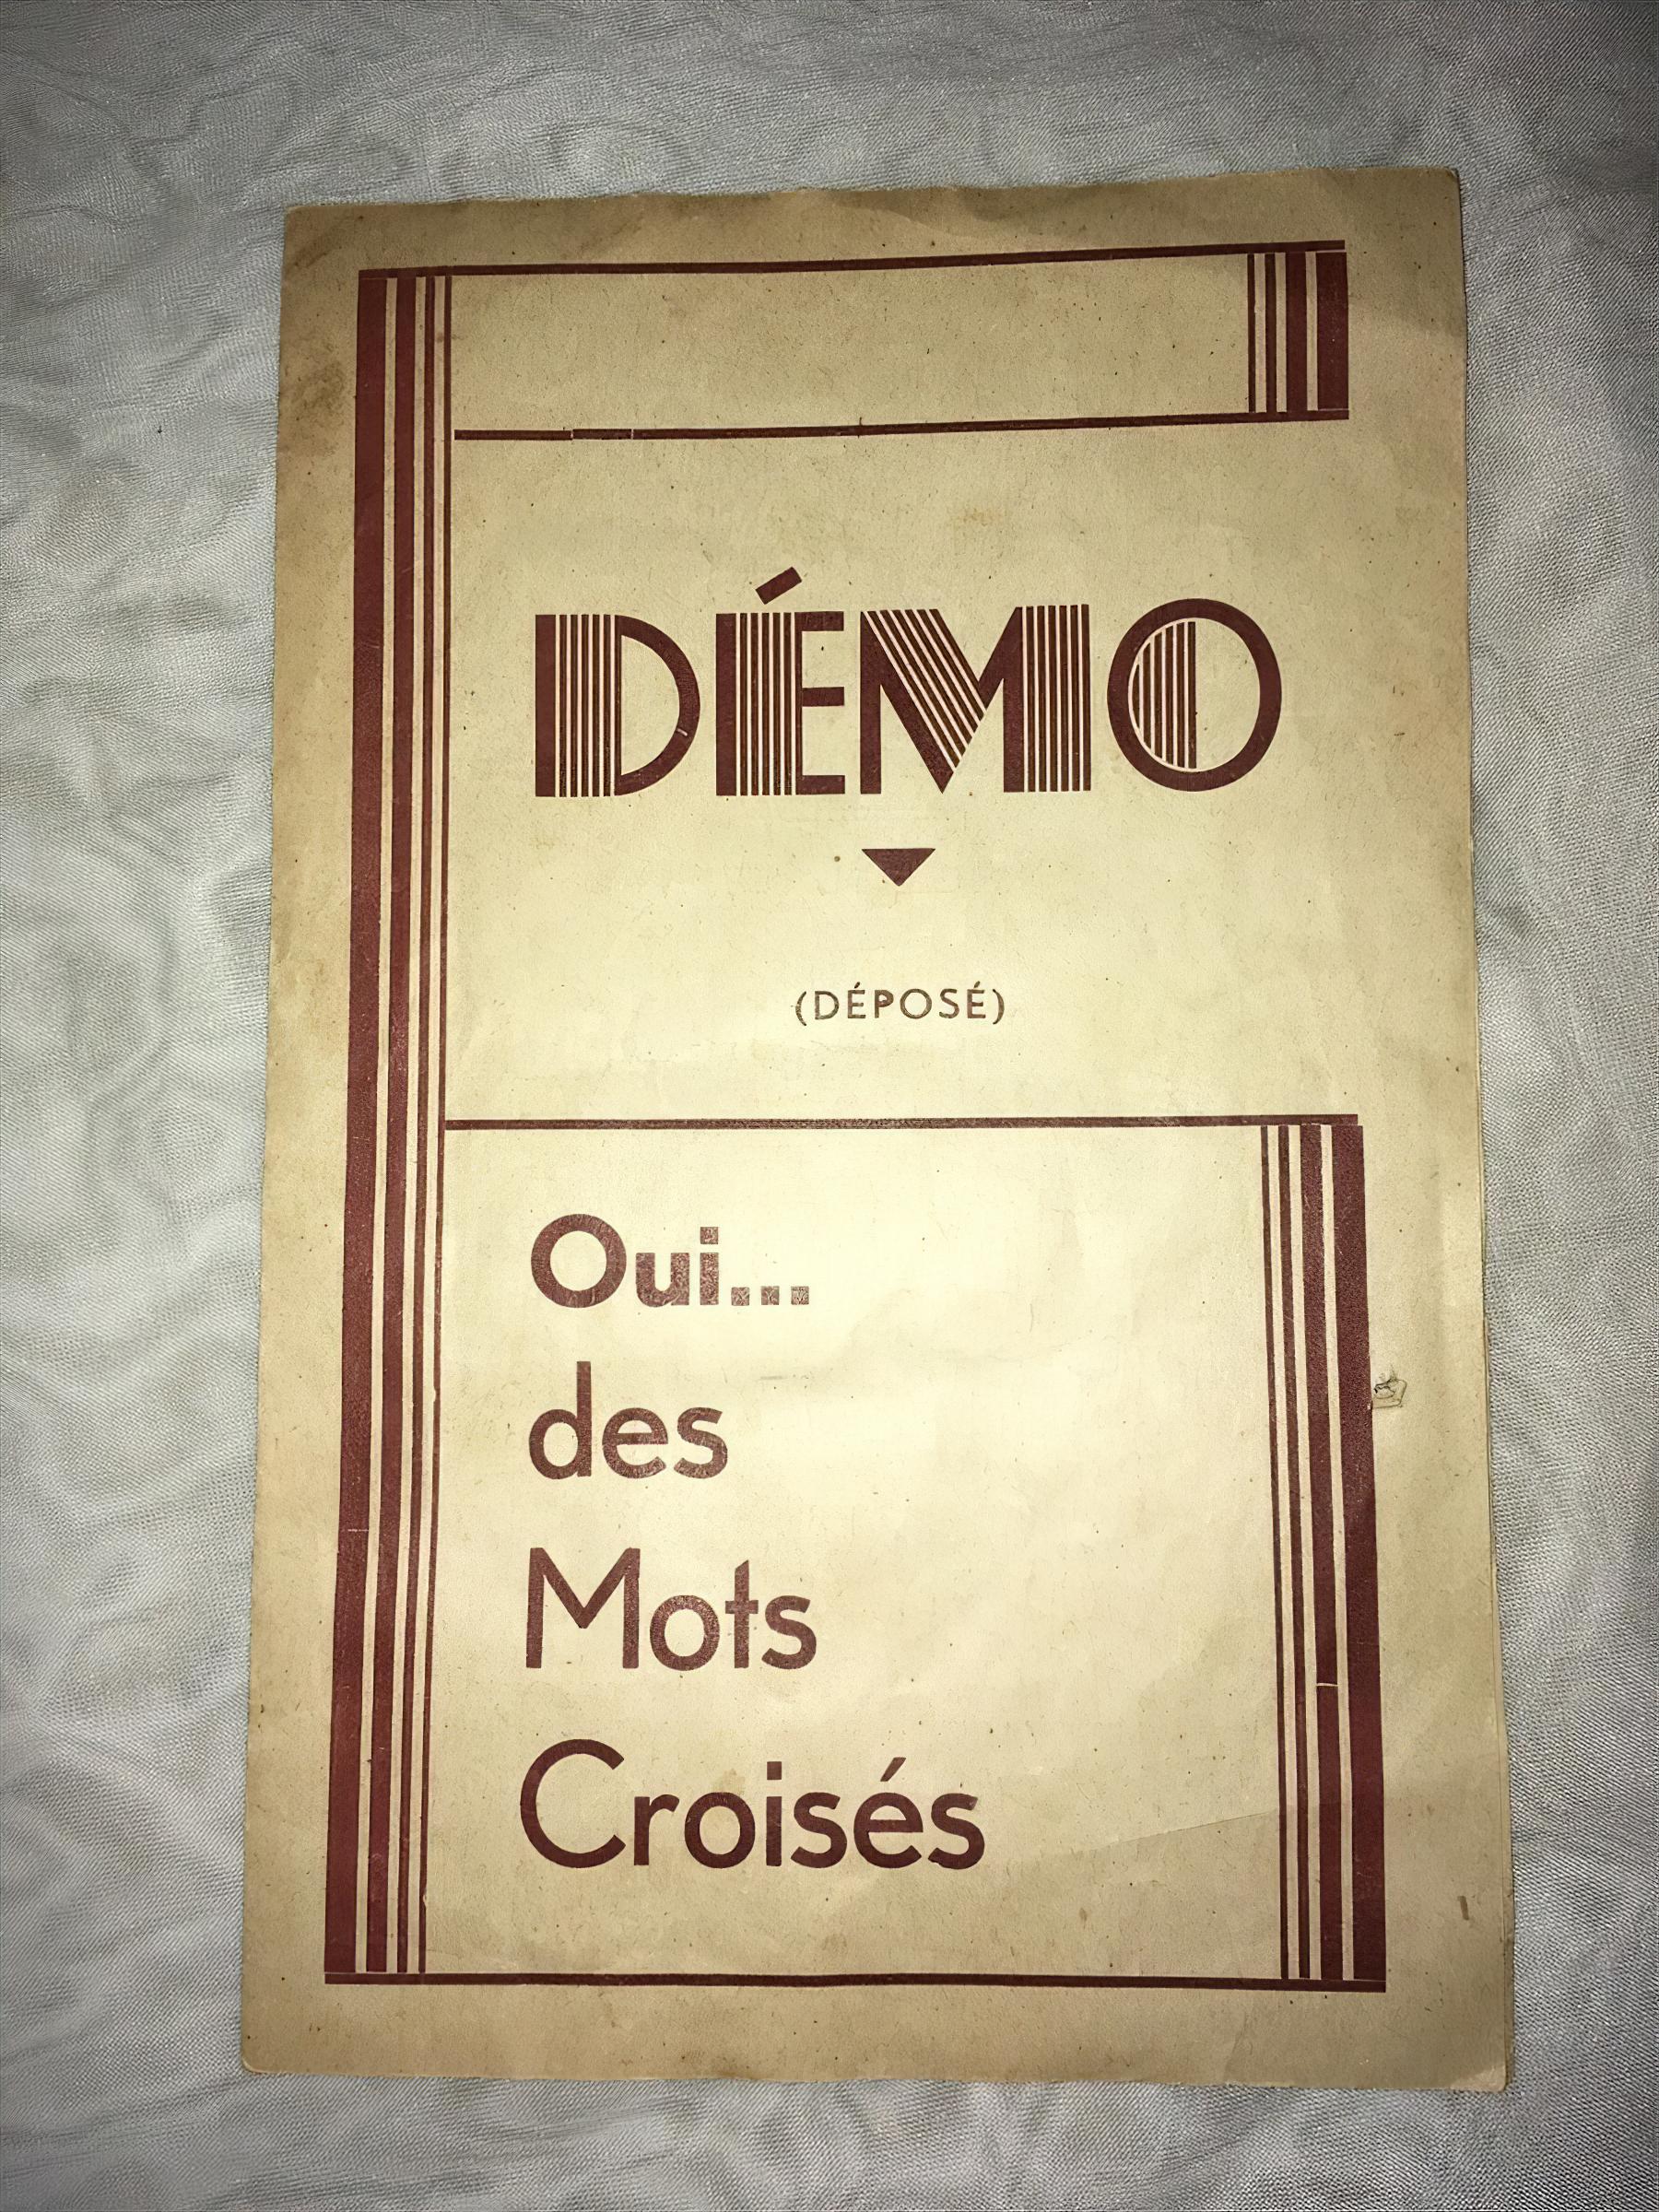 DÉMO
(DÉPOSÉ)
Oui...
des
Mots
Croisés